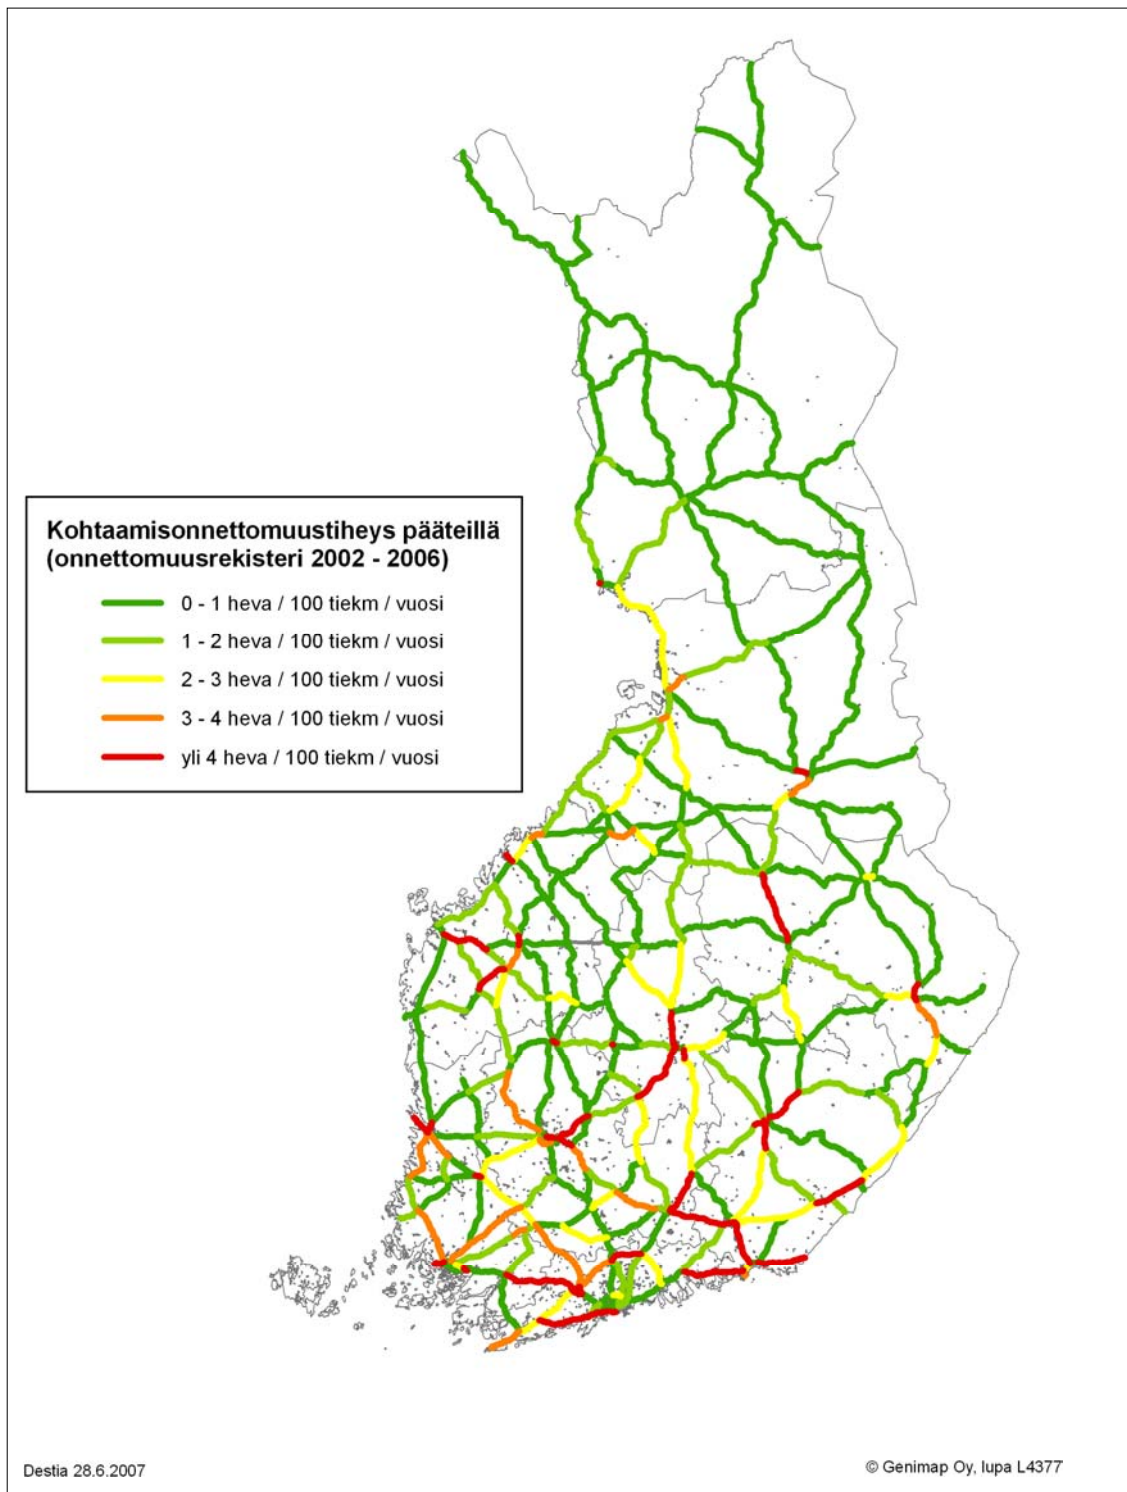 Kohtaamisonnettomuustiheys pääteillä
(onnettomuusrekisteri 2002 - 2006)
0 - 1 heva / 100 tiekm / vuosi
1 - 2 heva / 100 tiekm / vuosi
2 - 3 heva / 100 tiekm / vuosi
3 - 4 heva / 100 tiekm / vuosi
yli 4 heva / 100 tiekm / vuosi
Destia 28.6.2007
© Genimap Oy, lupa L4377